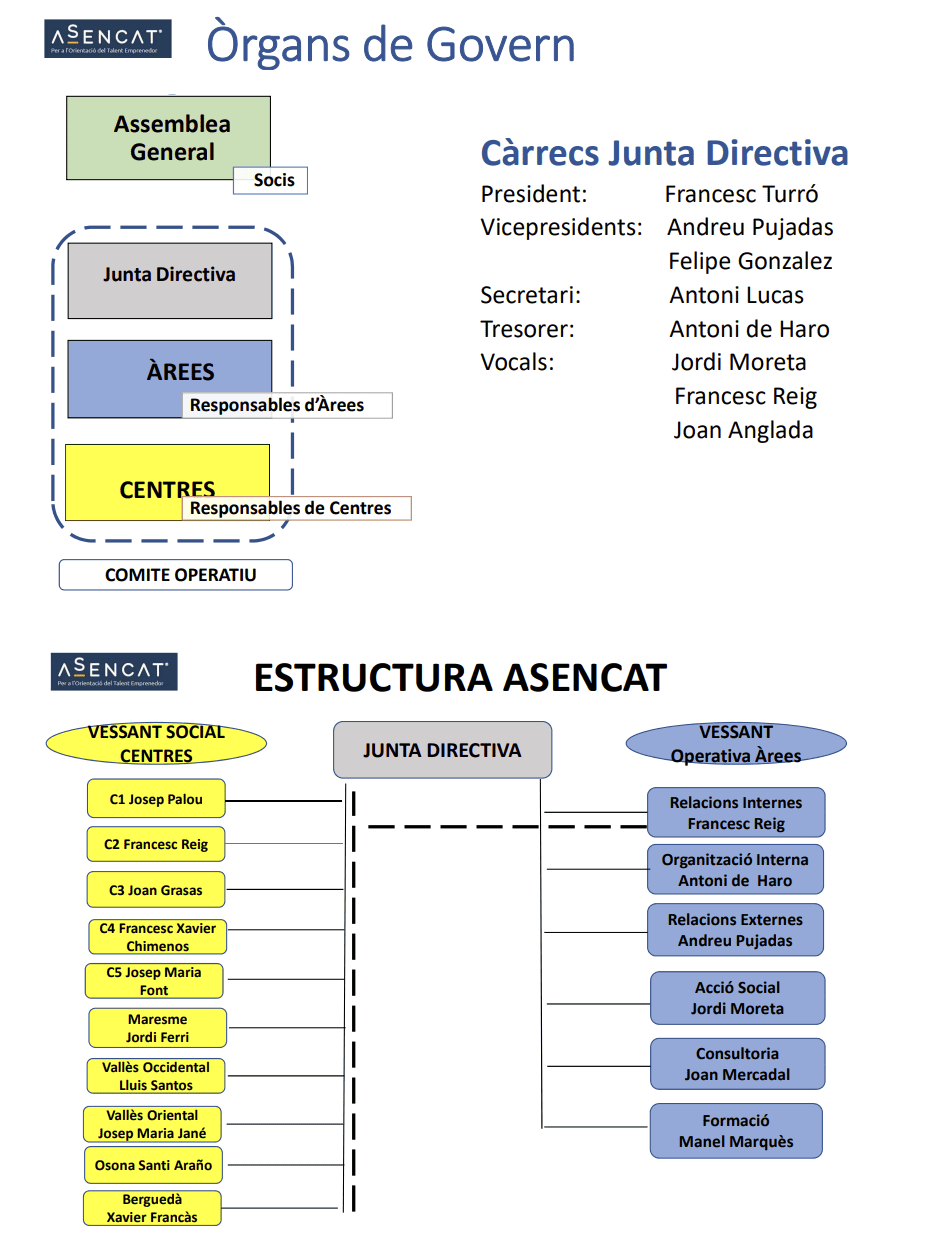 ASENCAT®
Per a l'Orientació del Talent Emprenedor
Òrgans de Govern
Assemblea
General
Socis
Junta Directiva
ÀREES
Responsables d'Àrees
CENTRES
Responsables de Centres
COMITE OPERATIU
Càrrecs Junta Directiva
President: Francesc Turró
Vicepresidents: Andreu Pujadas
Felipe Gonzalez
Secretari: Antoni Lucas
Tresorer: Antoni de Haro
Vocals: Jordi Moreta
Francesc Reig
Joan Anglada
ASENCAT®
Per a l'Orientació del Talent Emprenedor
ESTRUCTURA ASENCAT
VESSANT SOCIAL
CENTRES
C1 Josep Palou
C2 Francesc Reig
C3 Joan Grasas
C4 Francesc Xavier
Chimenos
C5 Josep Maria
Font
Maresme
Jordi Ferri
Vallès Occidental
Lluis Santos
Vallès Oriental
Josep Maria Jané
Osona Santi Araño
Berguedà
Xavier Francàs
JUNTA DIRECTIVA
VESSANT
Operativa Àrees
Relacions Internes
Francesc Reig
Organització Interna
Antoni de Haro
Relacions Externes
Andreu Pujadas
Acció Social
Jordi Moreta
Consultoria
Joan Mercadal
Formació
Manel Marquès